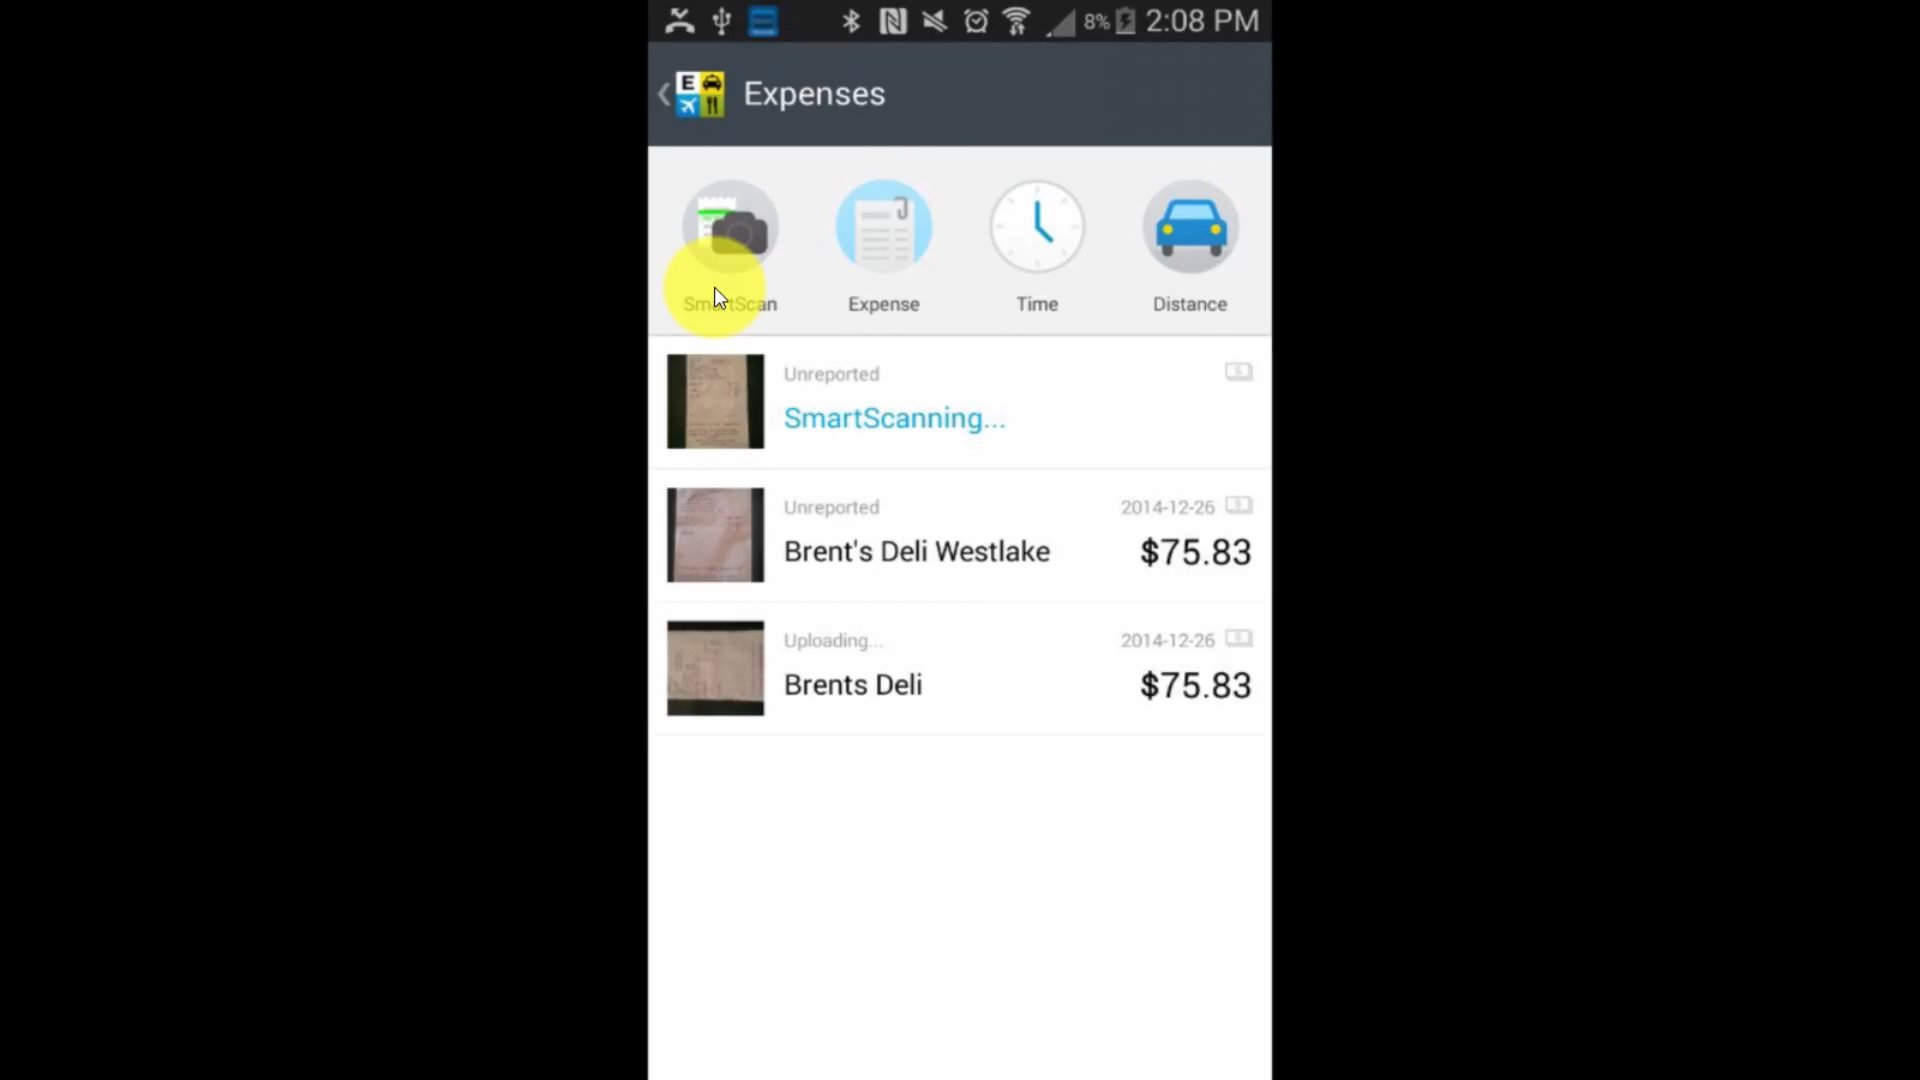 8% 2:08 PM
E Expenses
SmartScan Expense Time Distance
Unreported
SmartScanning...
Unreported 2014-12-26
Brent's Deli Westlake $75.83
Uploading... 2014-12-26
Brents Deli $75.83